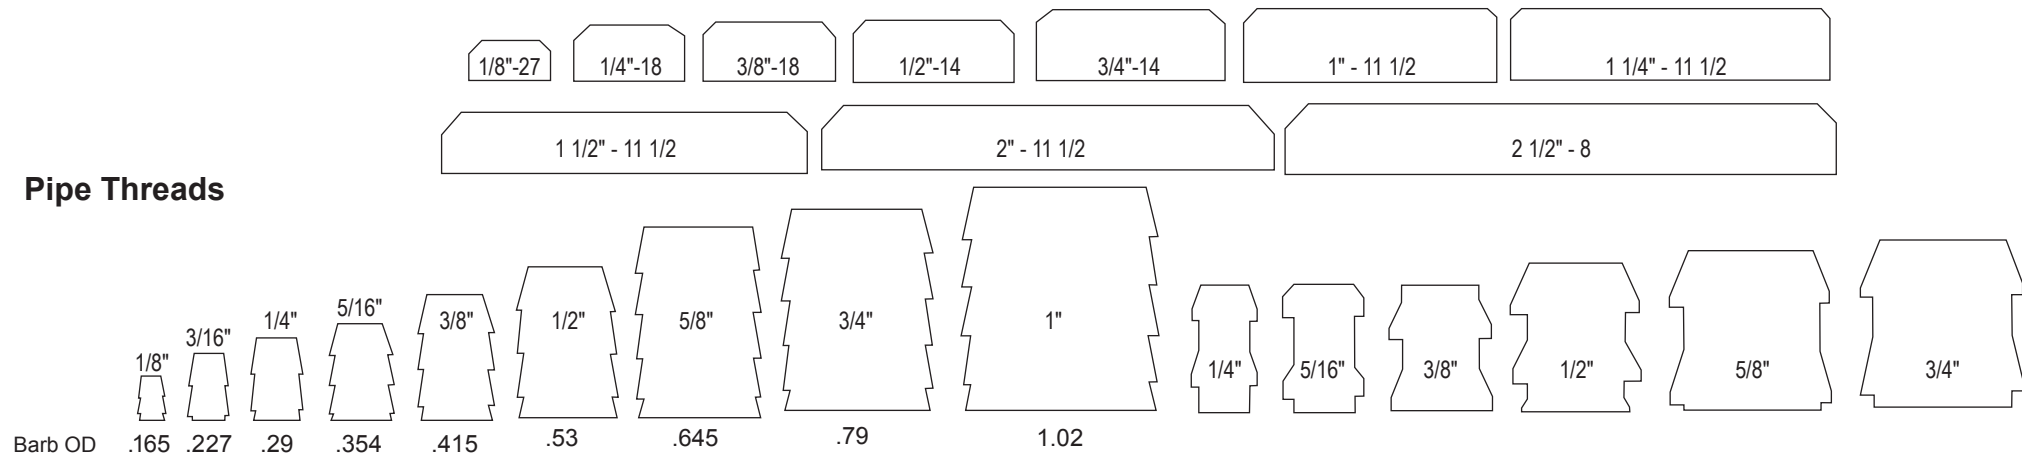 1/8"-27 1/4"-18 3/8"-18 1/2"-14 3/4"-14 1" - 11 1/2 1 1/4" - 11 1/2
1 1/2" - 11 1/2 2" - 11 1/2 2 1/2" - 8
Pipe Threads
1/8" 3/16" 1/4" 5/16" 3/8" 1/2" 5/8" 3/4" 1" 1/4" 5/16" 3/8" 1/2" 5/8" 3/4"
Barb OD .165 .227 .29 .354 .415 .53 .645 .79 1.02